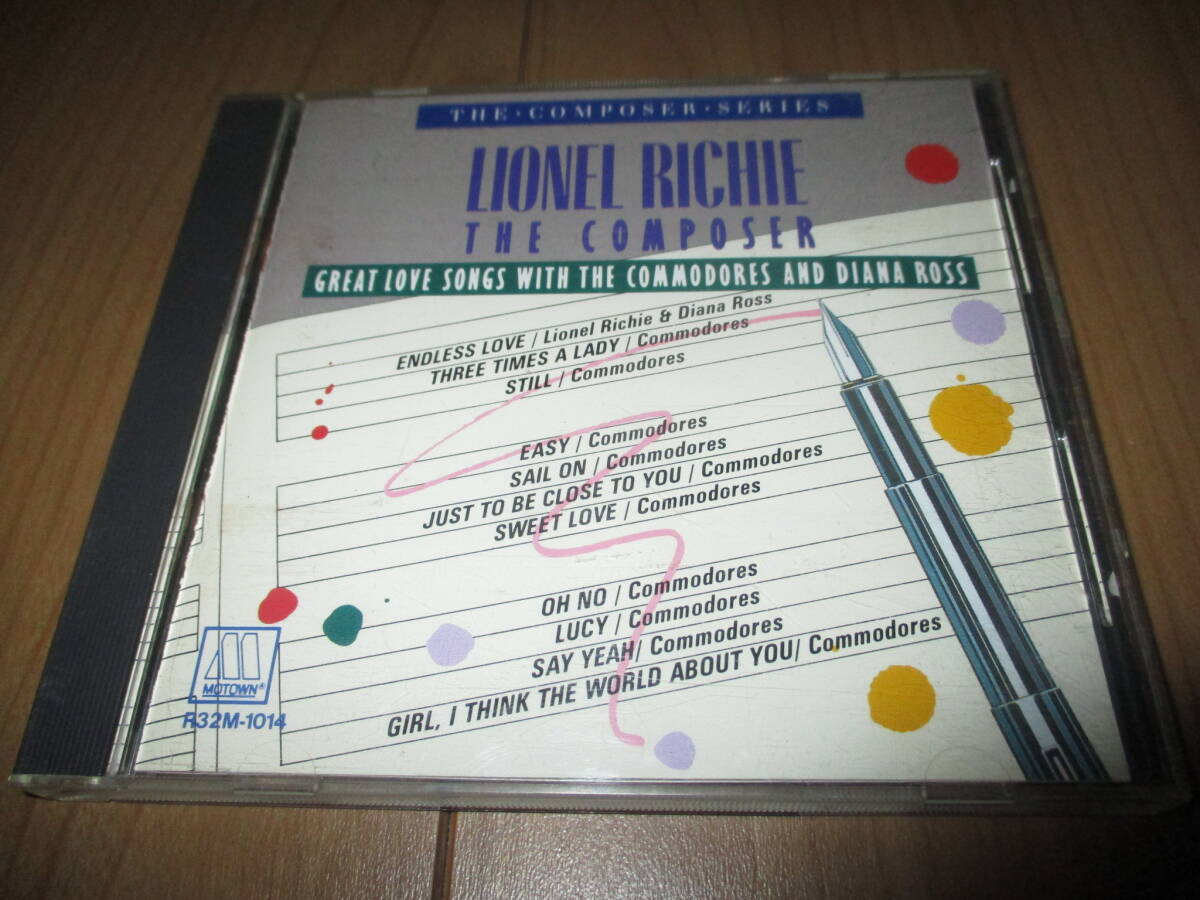 THE·COMPOSER·SERIES
LIONEL RICHIE
THE COMPOSER
GREAT LOVE SONGS WITH THE COMMODORES AND DIANA ROSS
ENDLESS LOVE / Lionel Richie & Diana Ross
THREE TIMES A LADY / Commodores
STILL / Commodores
EASY / Commodores
SAIL ON / Commodores
JUST TO BE CLOSE TO YOU / Commodores
SWEET LOVE / Commodores
OH NO / Commodores
LUCY / Commodores
SAY YEAH/ Commodores
GIRL, I THINK THE WORLD ABOUT YOU/ Commodores
MOTOWN®
R32M-1014